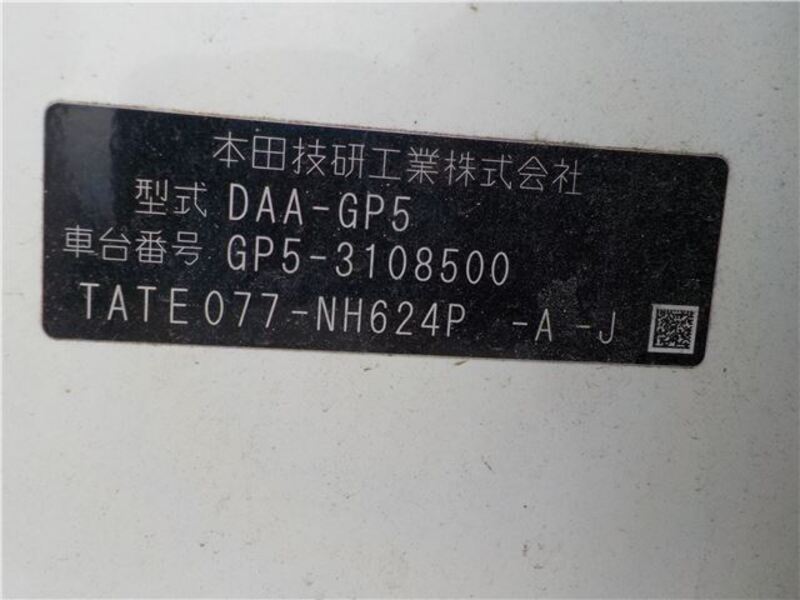 本田技研工業株式会社
型式 DAA-GP5
車台番号 GP5-3108500
TATE077-NH624P -A -J